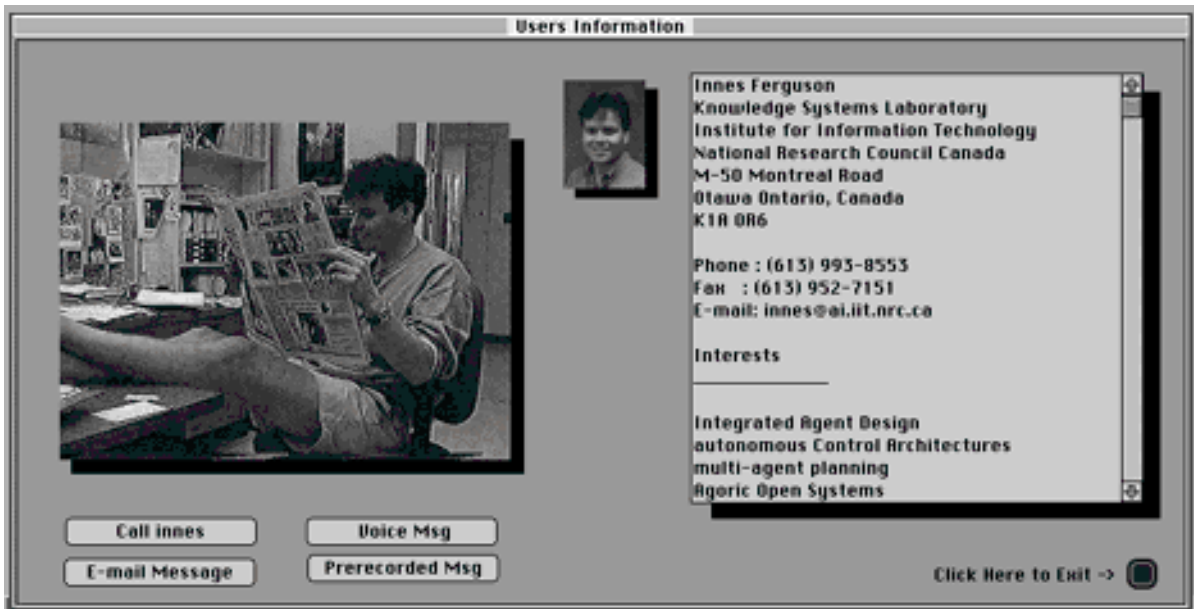 Users Information
Innes Ferguson
Knowledge Systems Laboratory
Institute for Information Technology
National Research Council Canada
M-50 Montreal Road
Otawa Ontario, Canada
K1A 0R6
Phone : (613) 993-8553
Fax : (613) 952-7151
E-mail: innes@ai.iit.nrc.ca
Interests
Integrated Agent Design
autonomous Control Architectures
multi-agent planning
Agoric Open Systems
Call innes
Voice Msg
E-mail Message
Prerecorded Msg
Click Here to Exit ->